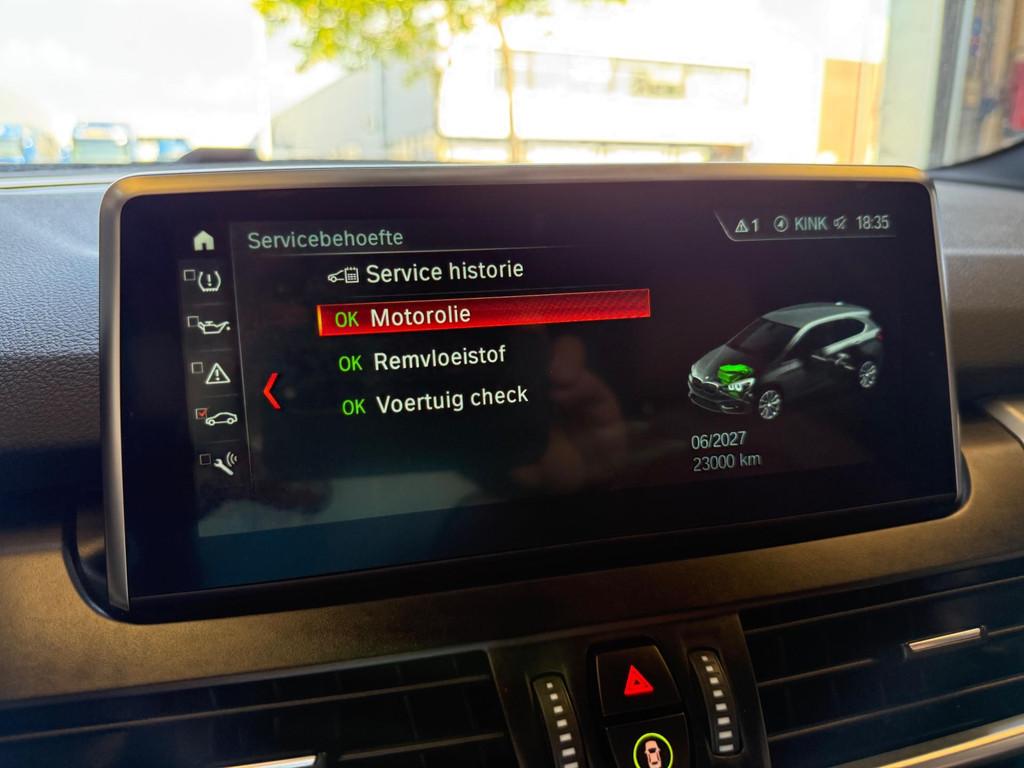 Servicebehoefte
1 KINK 18:35
Service historie
OK Motorolie
OK Remvloeistof
OK Voertuig check
06/2027
23000 km